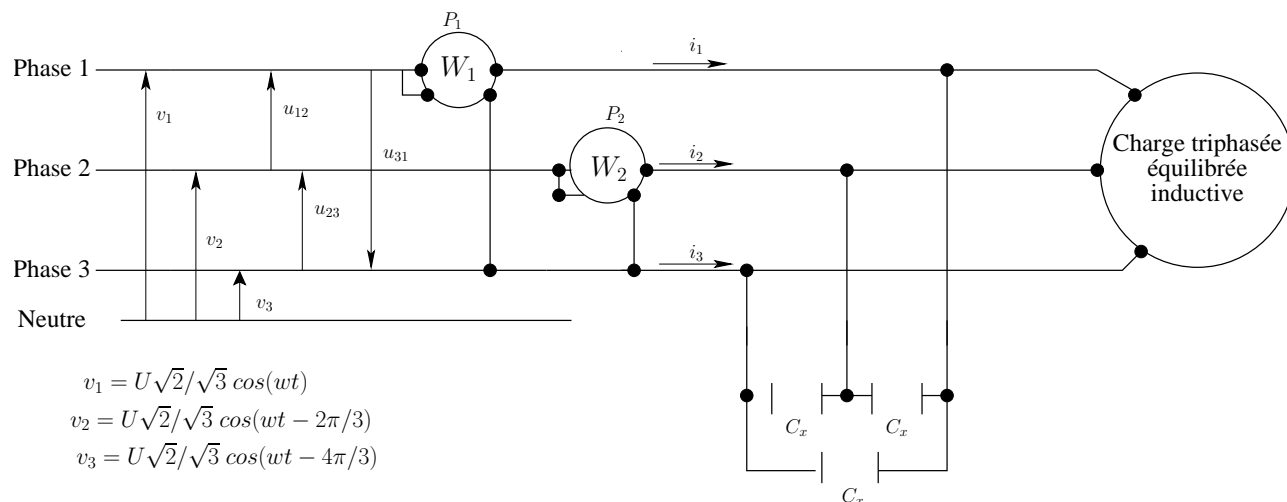 P₁
Phase 1
W₁
i₁
v₁
u₁₂
P₂
u₃₁
Phase 2
W₂
i₂
Charge triphasée
équilibrée
inductive
u₂₃
v₂
Phase 3
i₃
v₃
Neutre
v₁ = U√2/√3 cos(wt)
v₂ = U√2/√3 cos(wt − 2π/3)
v₃ = U√2/√3 cos(wt − 4π/3)
Cₓ
Cₓ
Cₓ